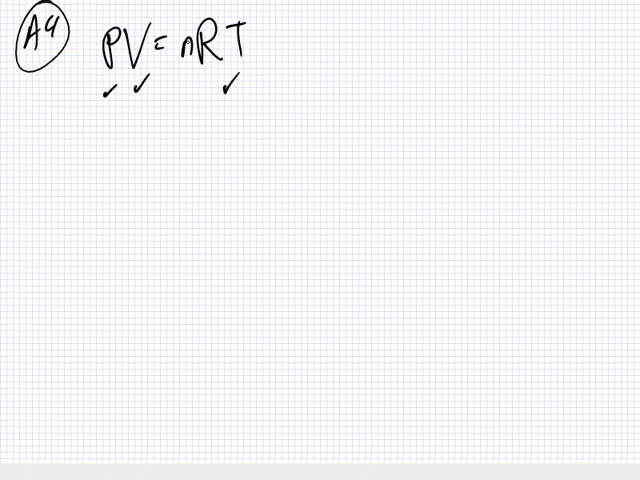 A4 PV = nRT
✓ ✓ ✓